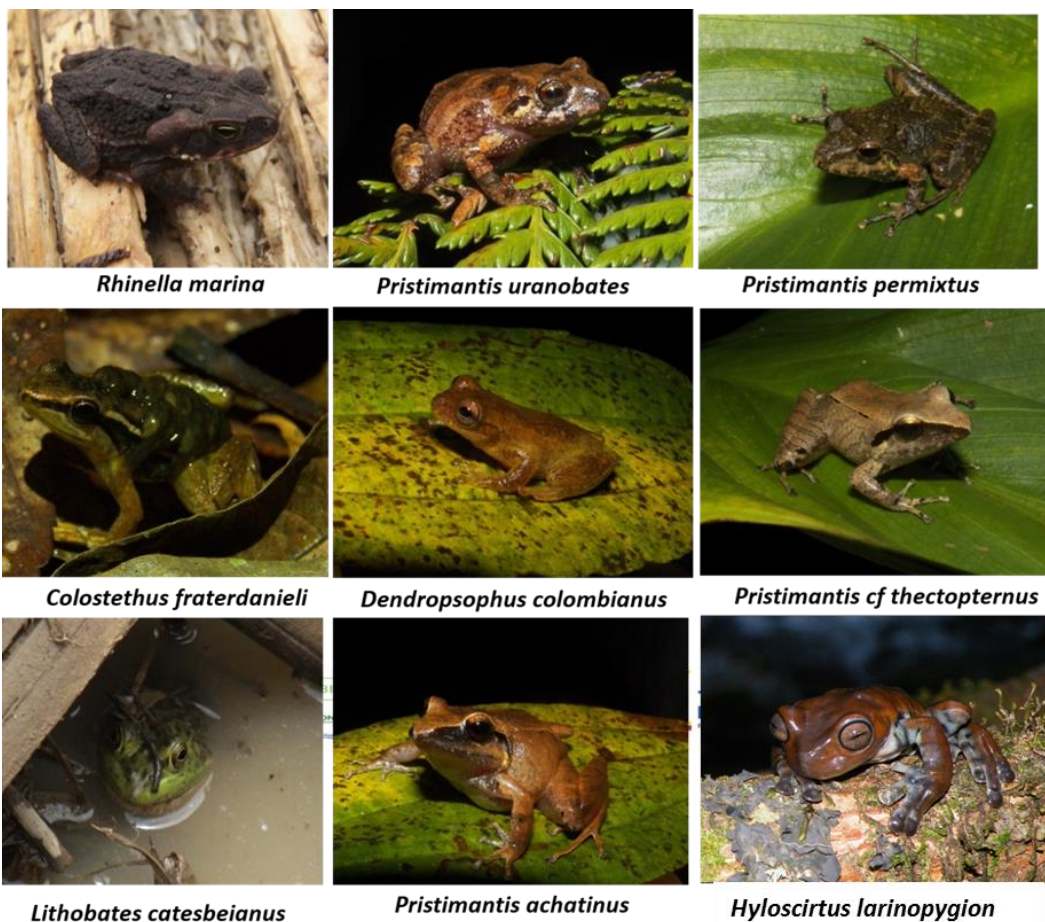 Rhinella marina
Pristimantis uranobates
Pristimantis permixtus
Colostethus fraterdanieli
Dendropsophus colombianus
Pristimantis cf thectopternus
Lithobates catesbeianus
Pristimantis achatinus
Hyloscirtus larinopygion